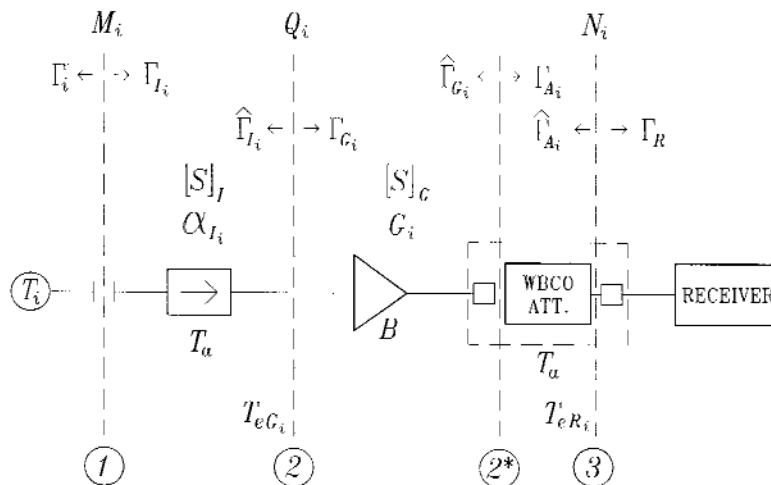 M_i Q_i N_i
Γ_i ← → Γ_{I_i} Γ̂_{G_i} ← → Γ_{A_i}
Γ̂_{I_i} ← → Γ_{G_i} Γ̂_{A_i} ← → Γ_R
[S]_I [S]_G
α_{I_i} G_i
T_i WBCO RECEIVER
ATT.
B
T_a T_a
T_{eG_i} T_{eR_i}
1 2 2* 3